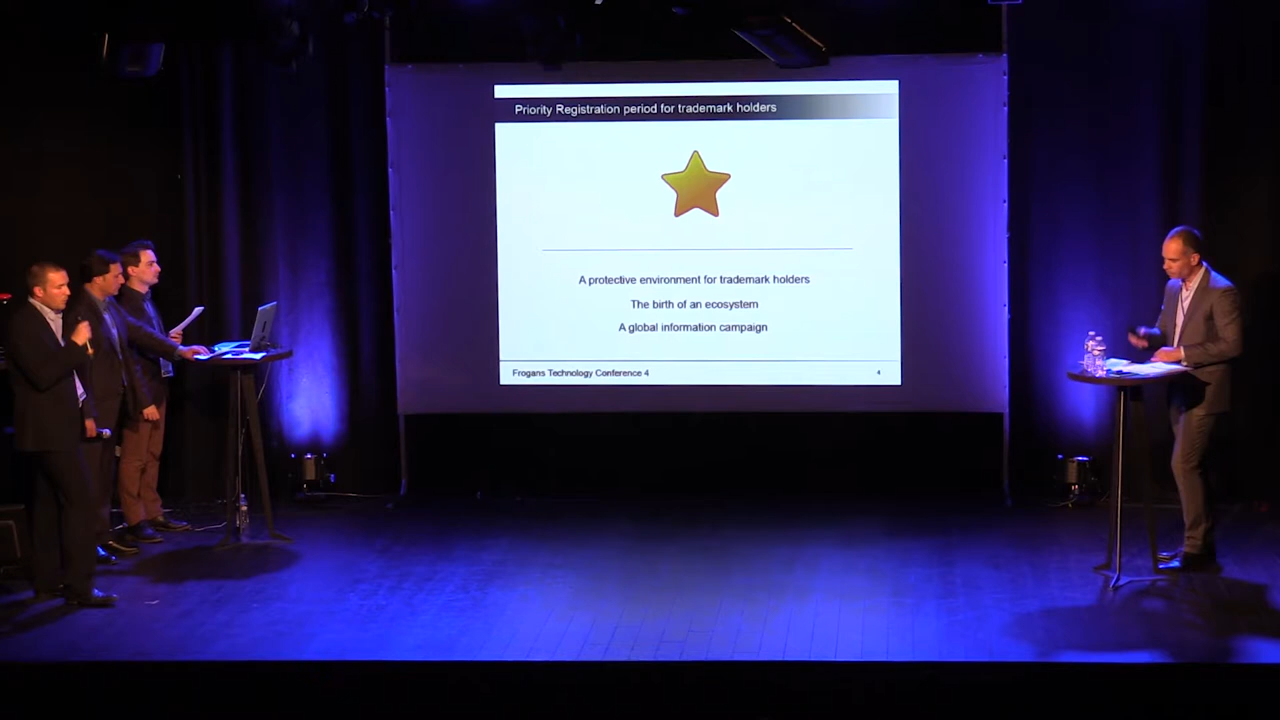 Priority Registration period for trademark holders
A protective environment for trademark holders
The birth of an ecosystem
A global information campaign
Frogans Technology Conference 4
4